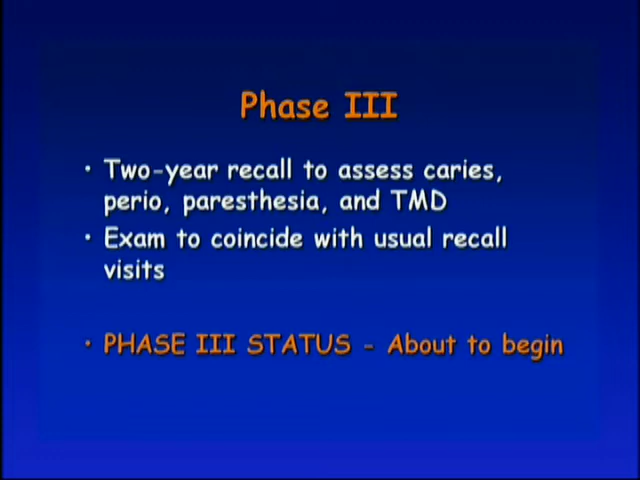 Phase III
• Two-year recall to assess caries,
perio, paresthesia, and TMD
• Exam to coincide with usual recall
visits
• PHASE III STATUS - About to begin